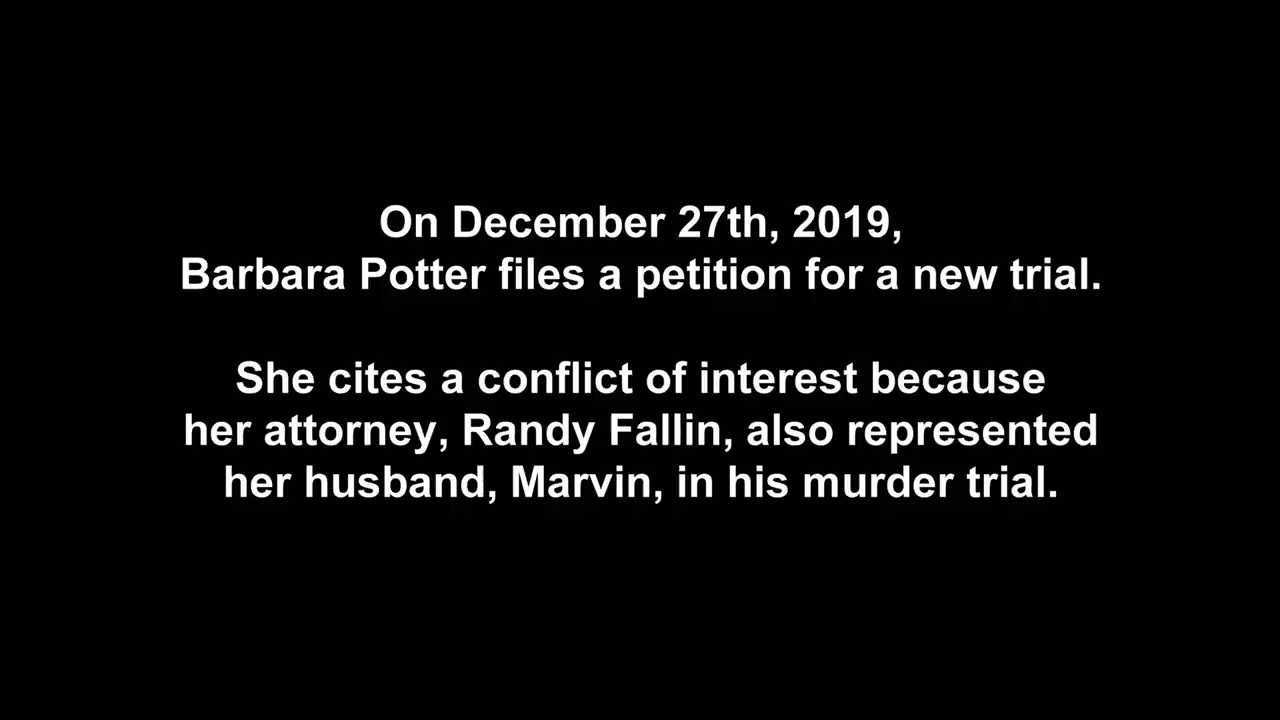 On December 27th, 2019,
Barbara Potter files a petition for a new trial.
She cites a conflict of interest because
her attorney, Randy Fallin, also represented
her husband, Marvin, in his murder trial.